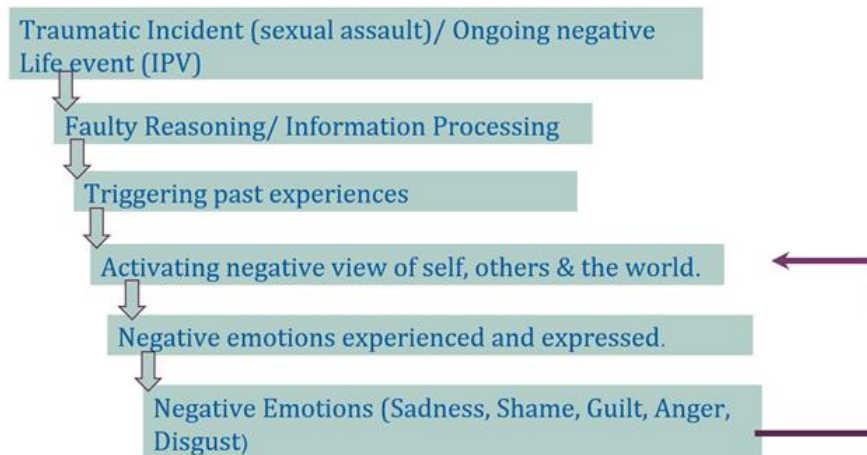 Traumatic Incident (sexual assault)/ Ongoing negative
Life event (IPV)
Faulty Reasoning/ Information Processing
Triggering past experiences
Activating negative view of self, others & the world.
Negative emotions experienced and expressed.
Negative Emotions (Sadness, Shame, Guilt, Anger,
Disgust)